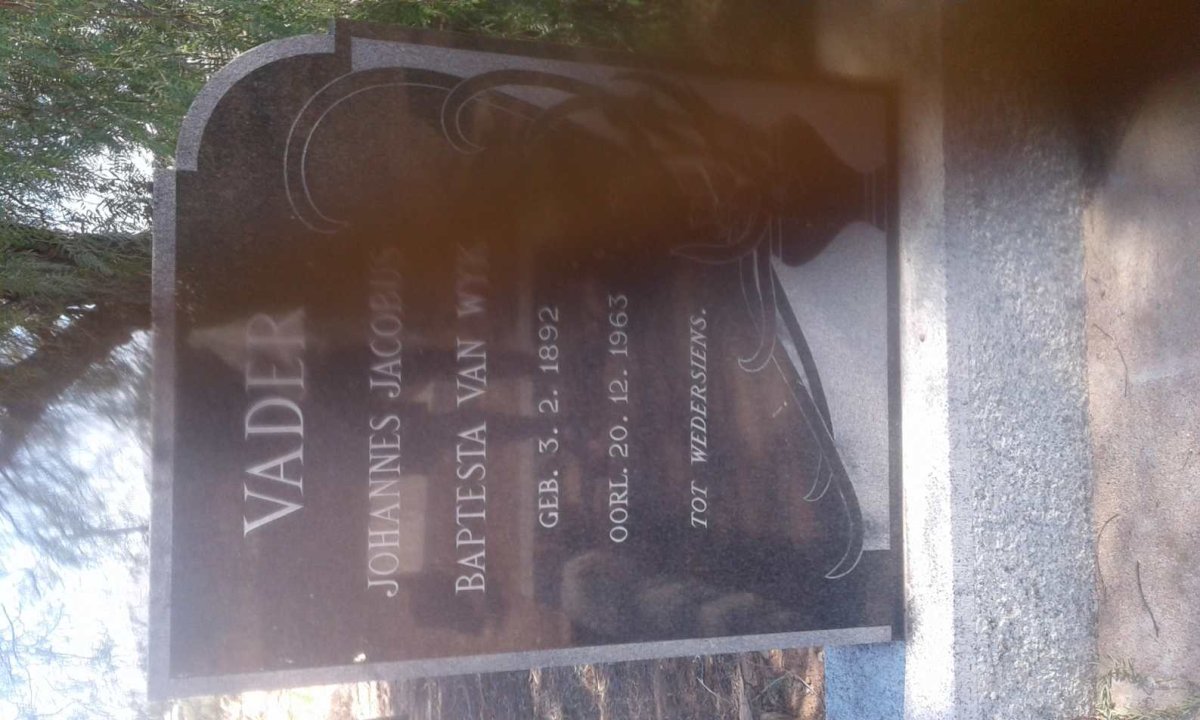 VADER
JOHANNES JACOBUS
BAPTESTA VAN WYK
GEB. 3. 2. 1892
OORL. 20. 12. 1963
TOT WEDERSIENS.